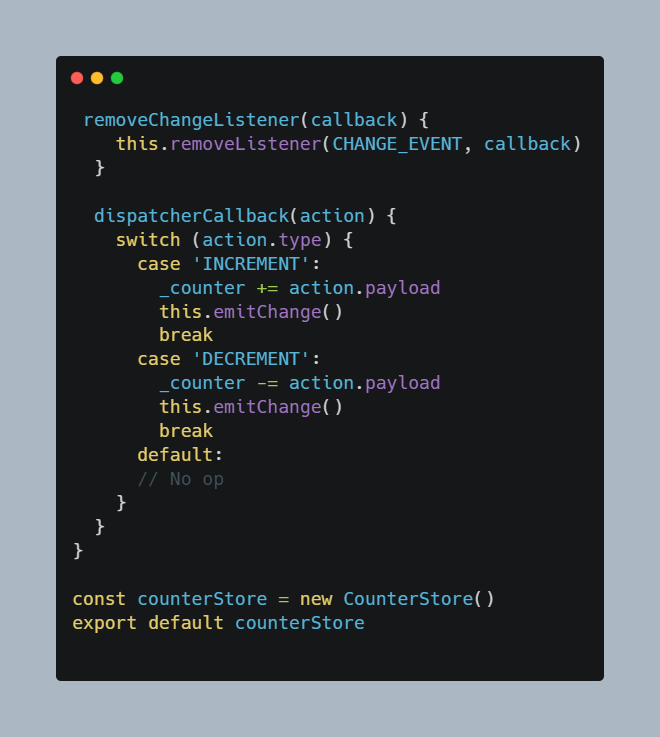 removeChangeListener(callback) {
    this.removeListener(CHANGE_EVENT, callback)
  }

  dispatcherCallback(action) {
    switch (action.type) {
      case 'INCREMENT':
        _counter += action.payload
        this.emitChange()
        break
      case 'DECREMENT':
        _counter -= action.payload
        this.emitChange()
        break
      default:
      // No op
    }
  }
}

const counterStore = new CounterStore()
export default counterStore